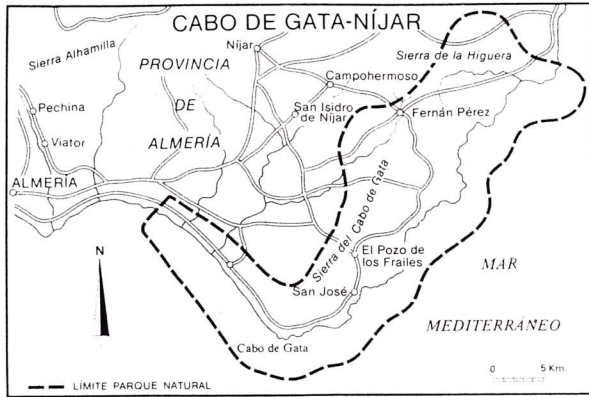 CABO DE GATA-NÍJAR
Sierra Alhamilla
Níjar
PROVINCIA
DE
ALMERÍA
Sierra de la Higuera
Campohermoso
Pechina
San Isidro
de Níjar
Fernán Pérez
Viator
ALMERÍA
Sierra del Cabo de Gata
N
El Pozo de
los Frailes
MAR
MEDITERRÁNEO
San José
Cabo de Gata
0 5 Km.
LÍMITE PARQUE NATURAL